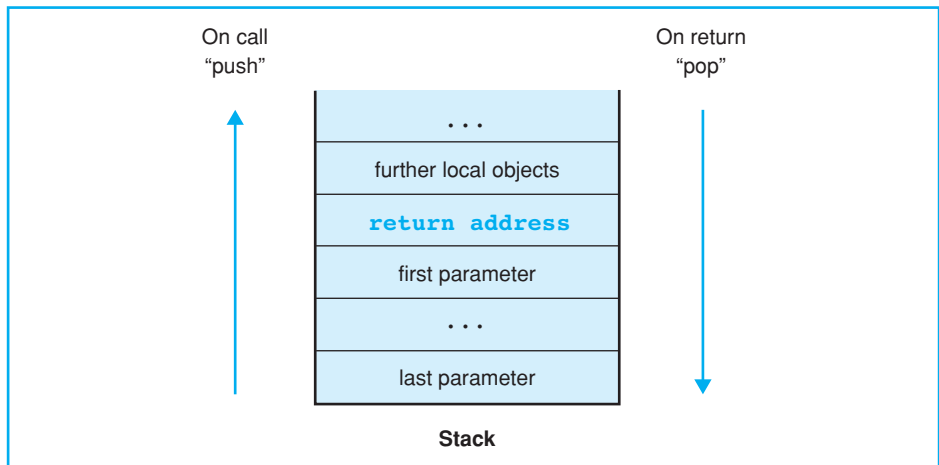 On call
“push”
On return
“pop”
...
further local objects
return address
first parameter
...
last parameter
Stack